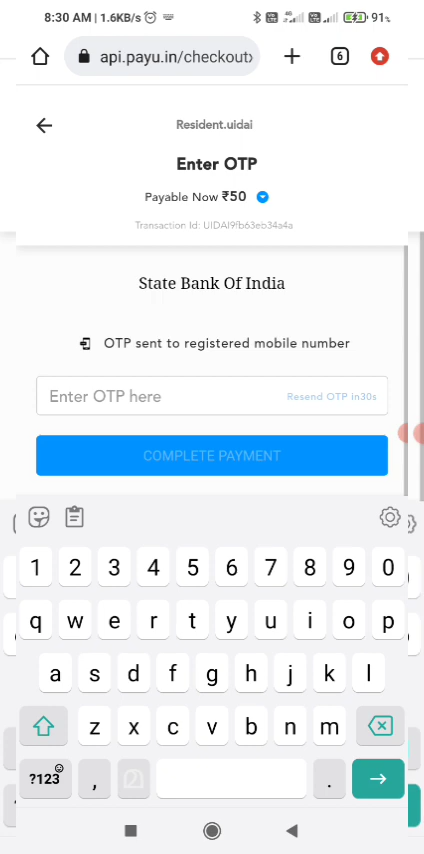 8:30 AM | 1.6KB/s
91%
api.payu.in/checkout
6
Resident.uidai
Enter OTP
Payable Now ₹50
Transaction Id: UIDAI9fb63eb34a4a
State Bank Of India
OTP sent to registered mobile number
Enter OTP here
Resend OTP in30s
COMPLETE PAYMENT
1 2 3 4 5 6 7 8 9 0
q w e r t y u i o p
a s d f g h j k l
z x c v b n m
?123 , .